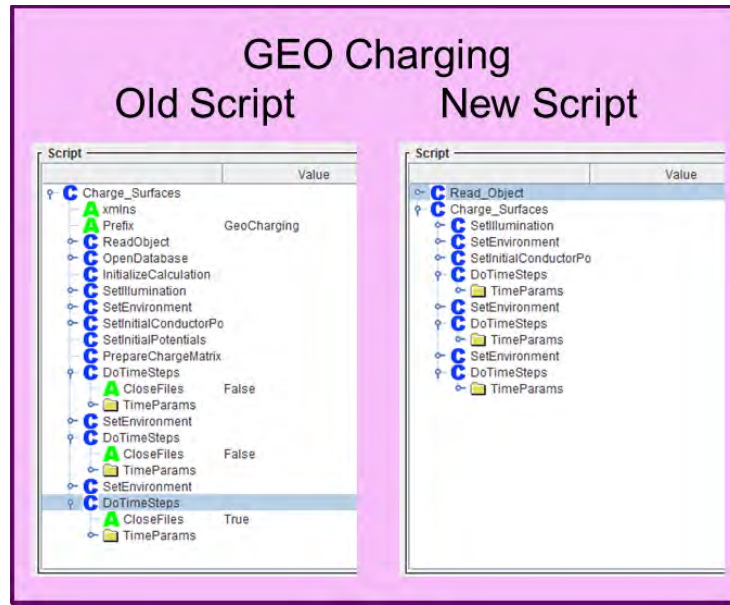 GEO Charging
Old Script
New Script
Script
Value
C Charge_Surfaces
A xmlns
A Prefix GeoCharging
C ReadObject
C OpenDatabase
C InitializeCalculation
C SetIllumination
C SetEnvironment
C SetInitialConductorPo
C SetInitialPotentials
C PrepareChargeMatrix
C DoTimeSteps
A CloseFiles False
TimeParams
C SetEnvironment
C DoTimeSteps
A CloseFiles False
TimeParams
C SetEnvironment
C DoTimeSteps
A CloseFiles True
TimeParams
Script
Value
C Read_Object
C Charge_Surfaces
C SetIllumination
C SetEnvironment
C SetInitialConductorPo
C DoTimeSteps
TimeParams
C SetEnvironment
C DoTimeSteps
TimeParams
C SetEnvironment
C DoTimeSteps
TimeParams